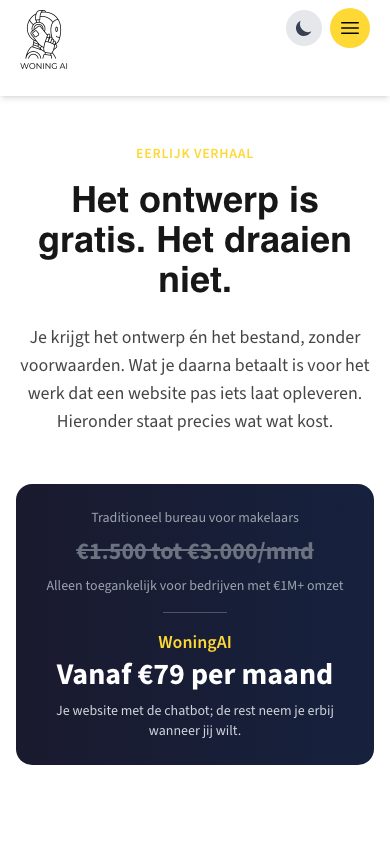 WONING AI
EERLIJK VERHAAL
Het ontwerp is
gratis. Het draaien
niet.
Je krijgt het ontwerp én het bestand, zonder
voorwaarden. Wat je daarna betaalt is voor het
werk dat een website pas iets laat opleveren.
Hieronder staat precies wat wat kost.
Traditioneel bureau voor makelaars
€1.500 tot €3.000/mnd
Alleen toegankelijk voor bedrijven met €1M+ omzet
WoningAI
Vanaf €79 per maand
Je website met de chatbot; de rest neem je erbij
wanneer jij wilt.